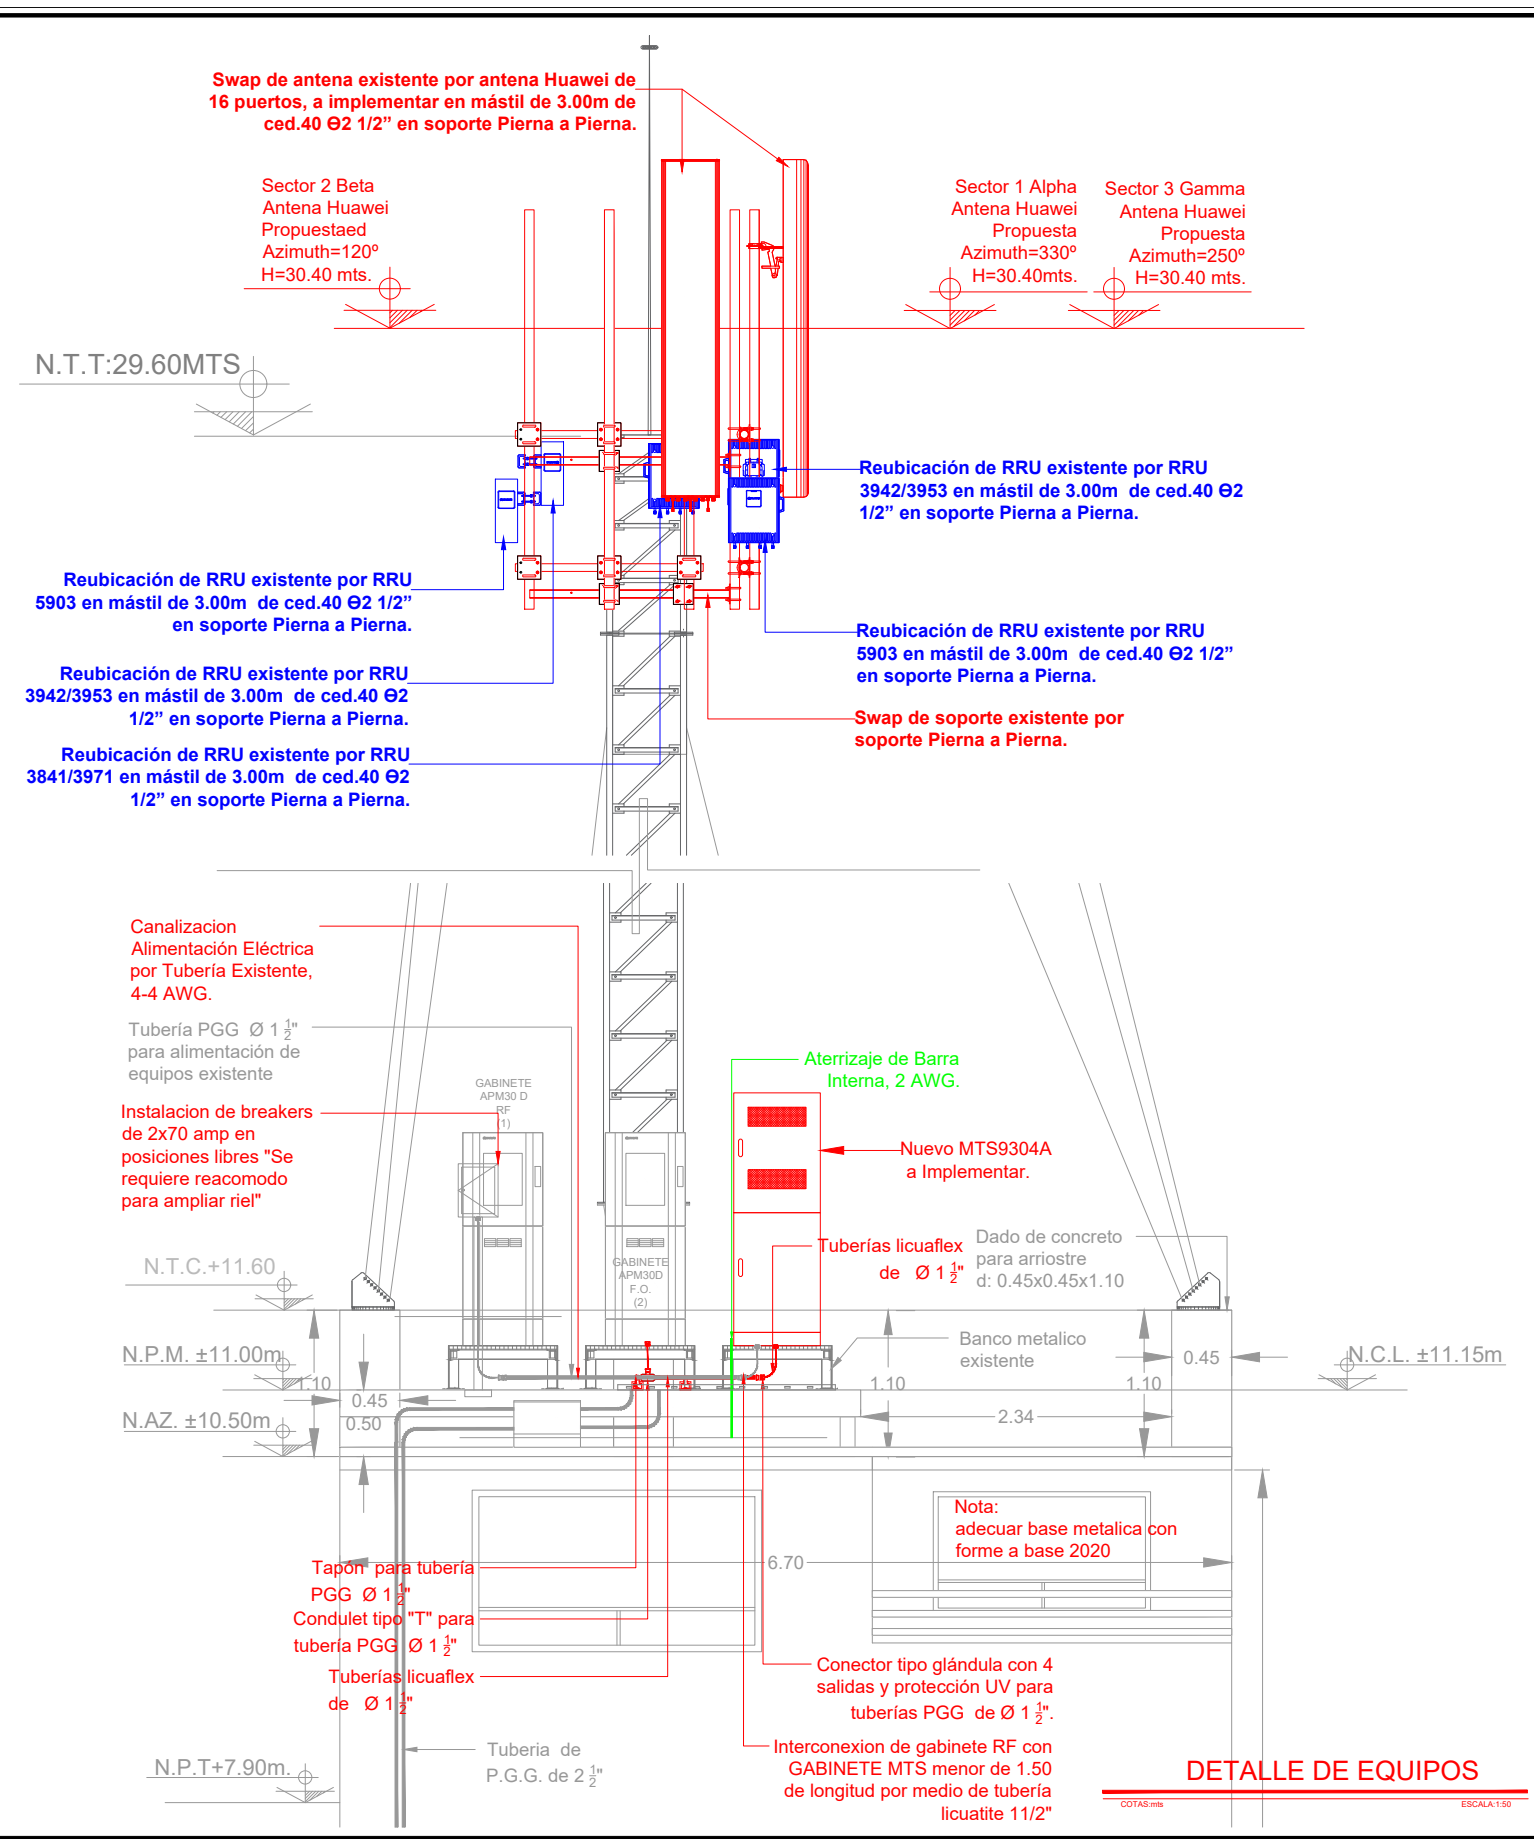 Swap de antena existente por antena Huawei de
16 puertos, a implementar en mástil de 3.00m de
ced.40 Ɵ2 1/2” en soporte Pierna a Pierna.
Sector 2 Beta
Antena Huawei
Propuestaed
Azimuth=120º
H=30.40 mts.
Sector 1 Alpha
Antena Huawei
Propuesta
Azimuth=330º
H=30.40mts.
Sector 3 Gamma
Antena Huawei
Propuesta
Azimuth=250º
H=30.40 mts.
N.T.T:29.60MTS
Reubicación de RRU existente por RRU
3942/3953 en mástil de 3.00m de ced.40 Ɵ2
1/2” en soporte Pierna a Pierna.
Reubicación de RRU existente por RRU
5903 en mástil de 3.00m de ced.40 Ɵ2 1/2”
en soporte Pierna a Pierna.
Reubicación de RRU existente por RRU
5903 en mástil de 3.00m de ced.40 Ɵ2 1/2”
en soporte Pierna a Pierna.
Reubicación de RRU existente por RRU
3942/3953 en mástil de 3.00m de ced.40 Ɵ2
1/2” en soporte Pierna a Pierna.
Swap de soporte existente por
soporte Pierna a Pierna.
Reubicación de RRU existente por RRU
3841/3971 en mástil de 3.00m de ced.40 Ɵ2
1/2” en soporte Pierna a Pierna.
Canalizacion
Alimentación Eléctrica
por Tubería Existente,
4-4 AWG.
Tubería PGG Ø 1 1/2"
para alimentación de
equipos existente
Aterrizaje de Barra
Interna, 2 AWG.
GABINETE
APM30 D
RF
(1)
Instalacion de breakers
de 2x70 amp en
posiciones libres "Se
requiere reacomodo
para ampliar riel"
Nuevo MTS9304A
a Implementar.
Tuberías licuaflex
de Ø 1 1/2"
Dado de concreto
para arriostre
d: 0.45x0.45x1.10
GABINETE
APM30D
F.O.
(2)
N.T.C.+11.60
Banco metalico
existente
N.P.M. ±11.00m
N.C.L. ±11.15m
0.45
1.10
1.10
1.10
0.45
0.50
N.AZ. ±10.50m
2.34
Nota:
adecuar base metalica con
forme a base 2020
6.70
Tapón para tubería
PGG Ø 1 1/2"
Condulet tipo "T" para
tubería PGG Ø 1 1/2"
Tuberías licuaflex
de Ø 1 1/2"
Conector tipo glándula con 4
salidas y protección UV para
tuberías PGG de Ø 1 1/2".
Tuberia de
P.G.G. de 2 1/2"
Interconexion de gabinete RF con
GABINETE MTS menor de 1.50
de longitud por medio de tubería
licuatite 11/2"
N.P.T+7.90m.
DETALLE DE EQUIPOS
COTAS:mts
ESCALA:1:50